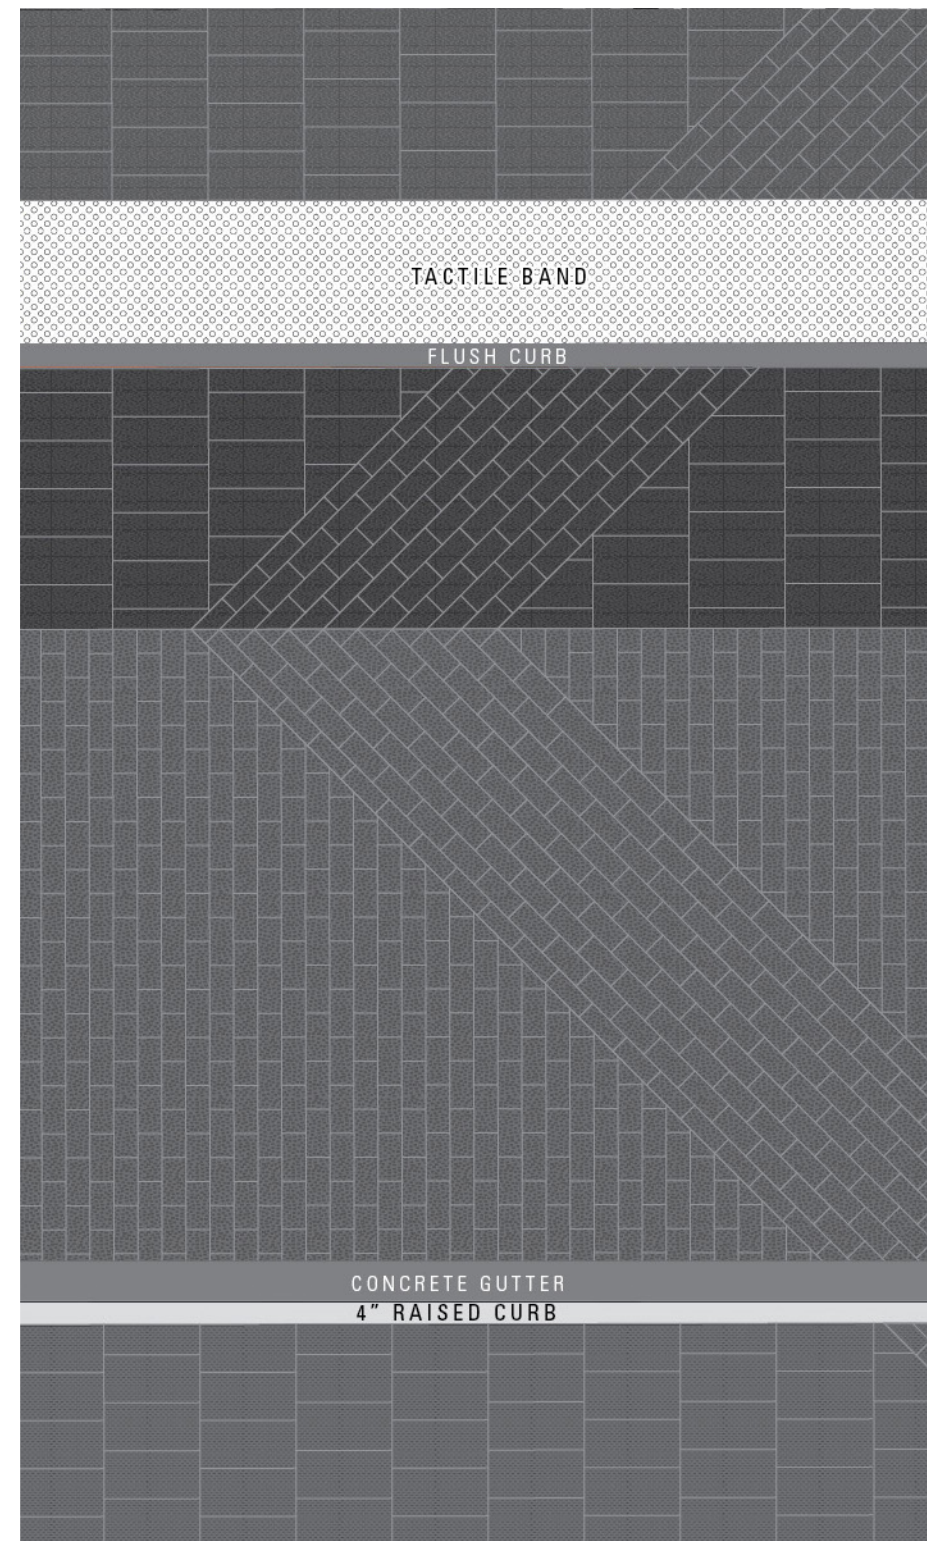 TACTILE BAND
FLUSH CURB
CONCRETE GUTTER
4″ RAISED CURB